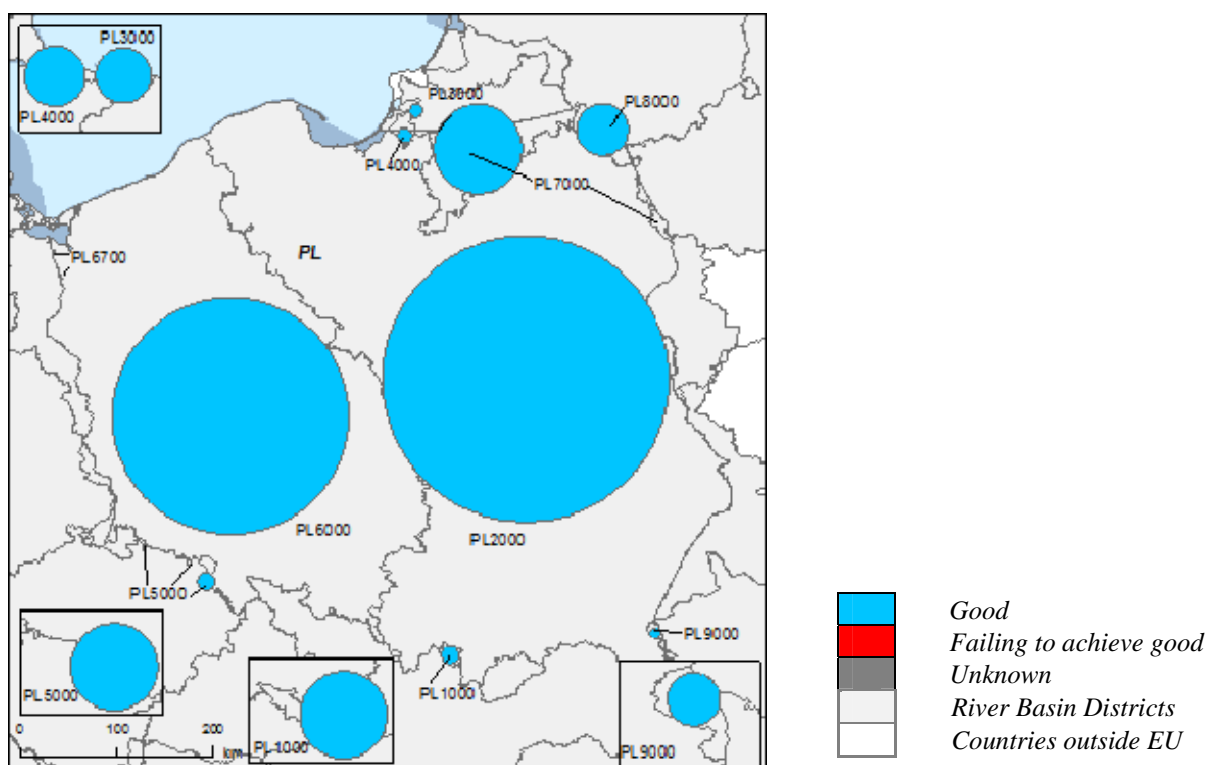 PL3000
PL4000
PL3000
PL8000
PL4000
PL7000
PL
PL6700
PL6000
PL2000
PL5000
PL9000
PL1000
PL5000
0 100 200
km
PL1000
PL9000
Good
Failing to achieve good
Unknown
River Basin Districts
Countries outside EU